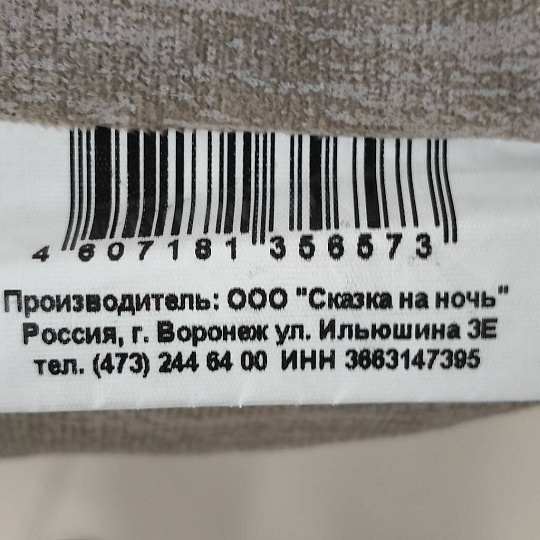 4 607181 356573
Производитель: ООО "Сказка на ночь"
Россия, г. Воронеж ул. Ильюшина 3Е
тел. (473) 244 64 00 ИНН 3663147395